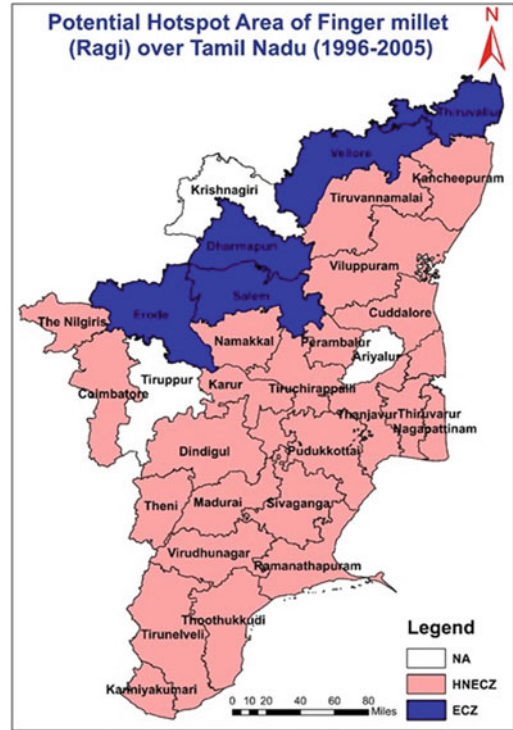 Potential Hotspot Area of Finger millet
(Ragi) over Tamil Nadu (1996-2005)
N
Thiruvallur
Vellore
Kancheepuram
Krishnagiri
Tiruvannamalai
Dharmapuri
Viluppuram
Salem
Erode
The Nilgiris
Cuddalore
Namakkal
Perambalur
Ariyalur
Tiruppur
Coimbatore
Karur
Tiruchirappalli
Thanjavur
Thiruvarur
Nagapattinam
Dindigul
Pudukkottai
Theni
Madurai
Sivaganga
Virudhunagar
Ramanathapuram
Thoothukkudi
Tirunelveli
Kanniyakumari
0 10 20 40 60 80
Miles
Legend
NA
HNECZ
ECZ